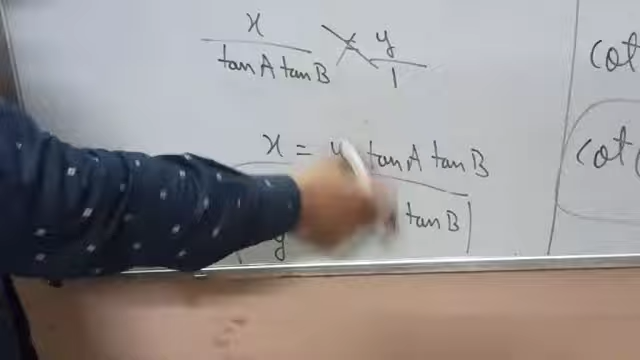 x / tan A tan B = y / 1
x = y tan A tan B
y tan B
cot
cot